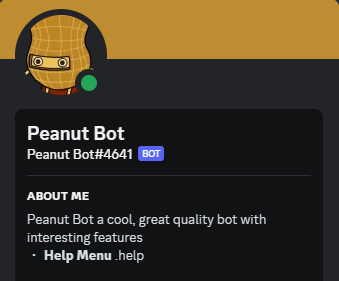 Peanut Bot
Peanut Bot#4641 BOT
ABOUT ME
Peanut Bot a cool, great quality bot with
interesting features
• Help Menu .help